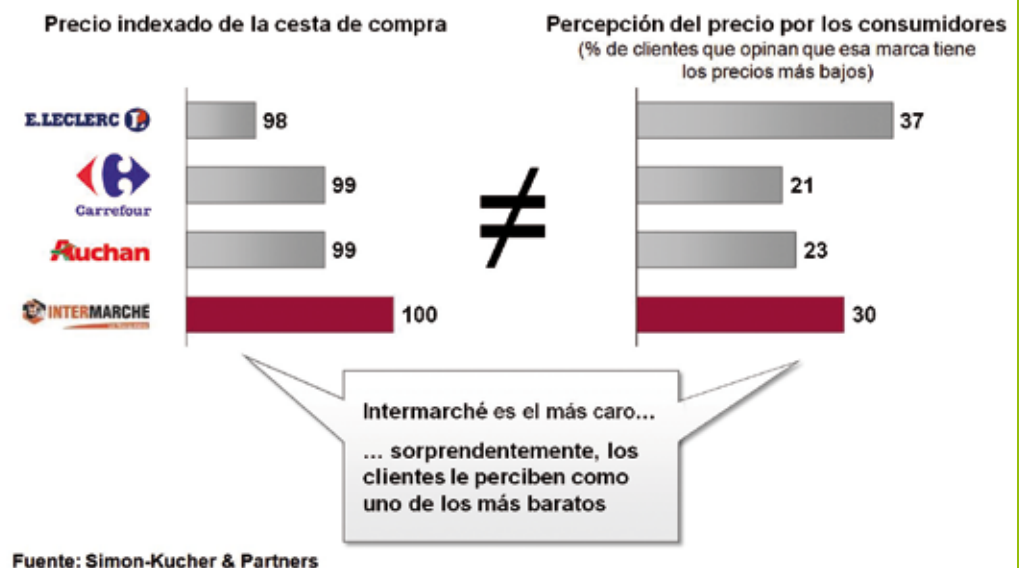 Precio indexado de la cesta de compra
Percepción del precio por los consumidores
(% de clientes que opinan que esa marca tiene
los precios más bajos)
E.LECLERC L
98
37
Carrefour
99
21
≠
Auchan
99
23
INTERMARCHÉ
100
30
Intermarché es el más caro…
… sorprendentemente, los
clientes le perciben como
uno de los más baratos
Fuente: Simon-Kucher & Partners